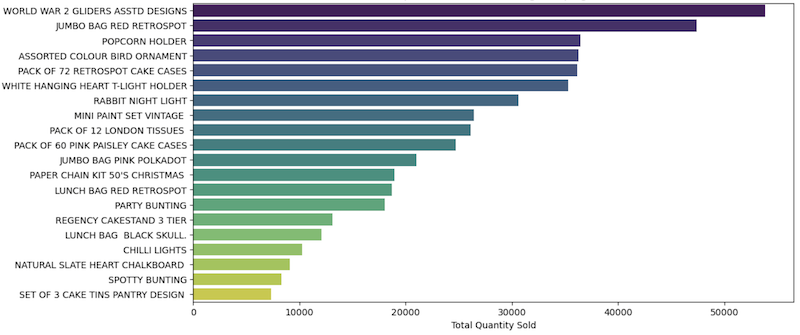 WORLD WAR 2 GLIDERS ASSTD DESIGNS
JUMBO BAG RED RETROSPOT
POPCORN HOLDER
ASSORTED COLOUR BIRD ORNAMENT
PACK OF 72 RETROSPOT CAKE CASES
WHITE HANGING HEART T-LIGHT HOLDER
RABBIT NIGHT LIGHT
MINI PAINT SET VINTAGE
PACK OF 12 LONDON TISSUES
PACK OF 60 PINK PAISLEY CAKE CASES
JUMBO BAG PINK POLKADOT
PAPER CHAIN KIT 50'S CHRISTMAS
LUNCH BAG RED RETROSPOT
PARTY BUNTING
REGENCY CAKESTAND 3 TIER
LUNCH BAG  BLACK SKULL.
CHILLI LIGHTS
NATURAL SLATE HEART CHALKBOARD
SPOTTY BUNTING
SET OF 3 CAKE TINS PANTRY DESIGN
0 10000 20000 30000 40000 50000
Total Quantity Sold